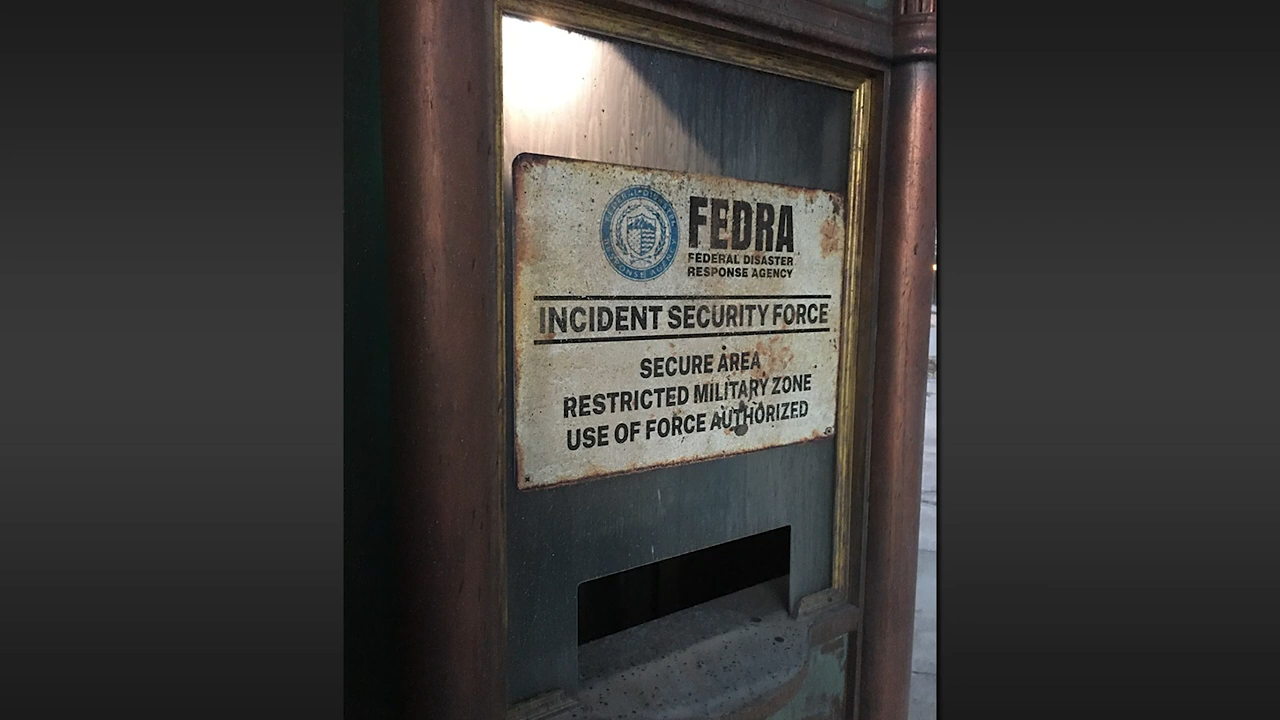 FEDRA
FEDERAL DISASTER
RESPONSE AGENCY
INCIDENT SECURITY FORCE
SECURE AREA
RESTRICTED MILITARY ZONE
USE OF FORCE AUTHORIZED